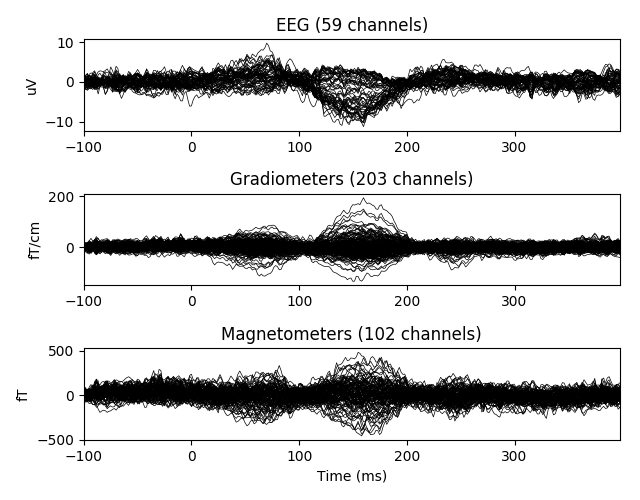 EEG (59 channels)
10
0
−10
uV
−100 0 100 200 300
Gradiometers (203 channels)
200
0
fT/cm
−100 0 100 200 300
Magnetometers (102 channels)
500
0
−500
fT
−100 0 100 200 300
Time (ms)